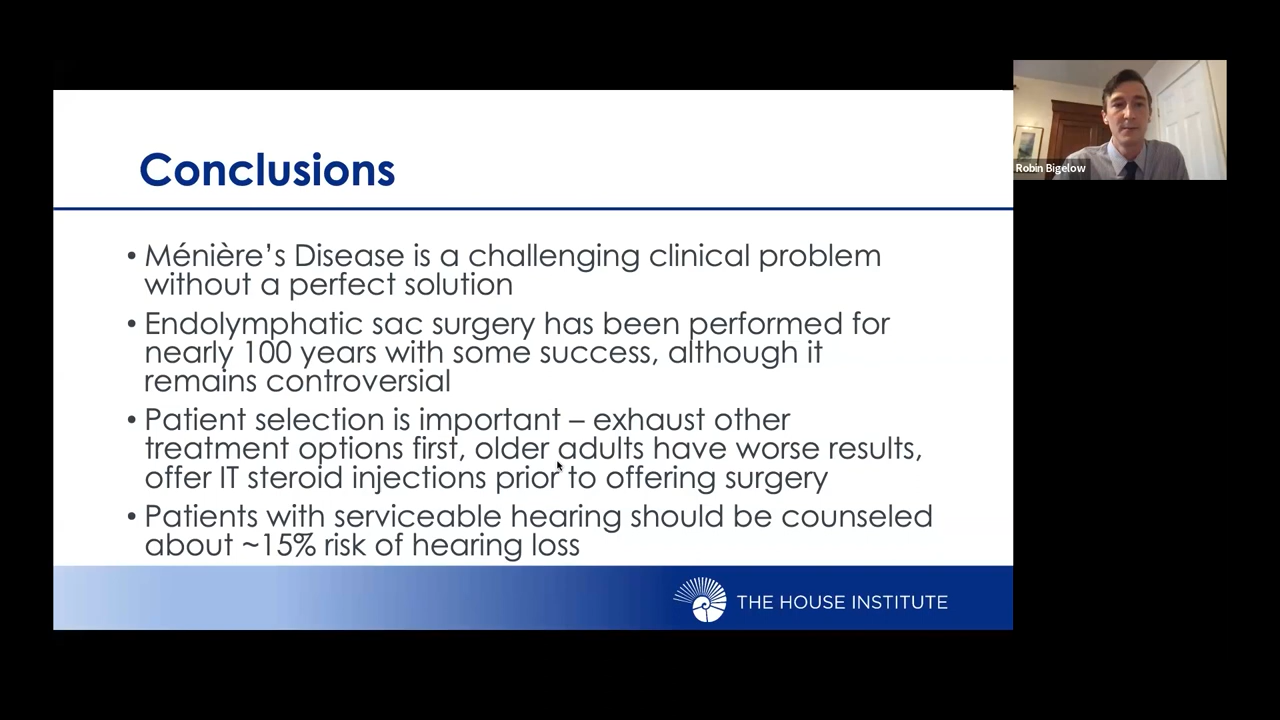 Conclusions
• Ménière’s Disease is a challenging clinical problem
without a perfect solution
• Endolymphatic sac surgery has been performed for
nearly 100 years with some success, although it
remains controversial
• Patient selection is important – exhaust other
treatment options first, older adults have worse results,
offer IT steroid injections prior to offering surgery
• Patients with serviceable hearing should be counseled
about ~15% risk of hearing loss
THE HOUSE INSTITUTE
Robin Bigelow